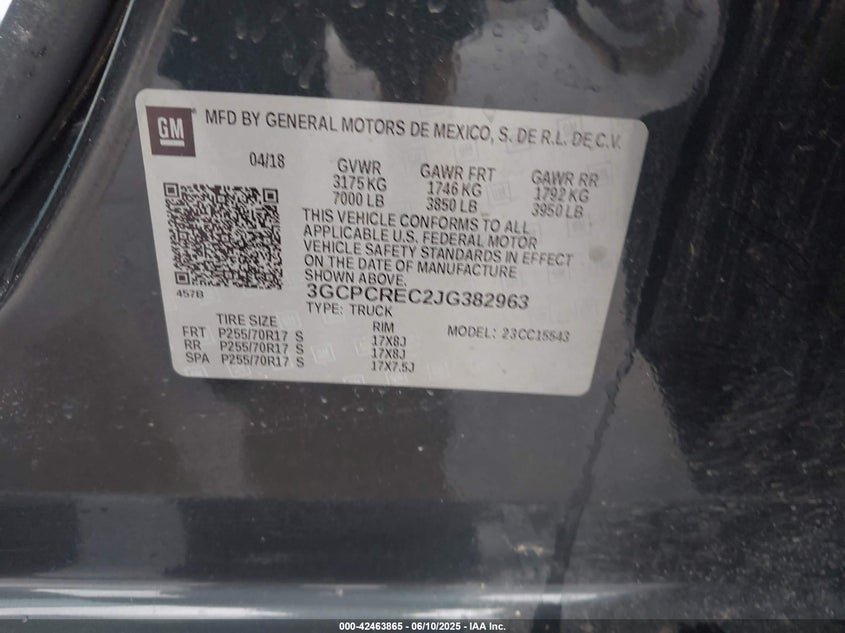 GM
MFD BY GENERAL MOTORS DE MEXICO, S. DE R.L. DE C.V.
04/18 GVWR GAWR FRT GAWR RR
3175 KG 1746 KG 1792 KG
7000 LB 3850 LB 3950 LB
THIS VEHICLE CONFORMS TO ALL
APPLICABLE U.S. FEDERAL MOTOR
VEHICLE SAFETY STANDARDS IN EFFECT
ON THE DATE OF MANUFACTURE
SHOWN ABOVE.
457B
3GCPCREC2JG382963
TYPE: TRUCK
TIRE SIZE RIM MODEL: 23CC15543
FRT P255/70R17 S 17X8J
RR P255/70R17 S 17X8J
SPA P255/70R17 S 17X7.5J
000-42463865 - 06/10/2025 - IAA Inc.